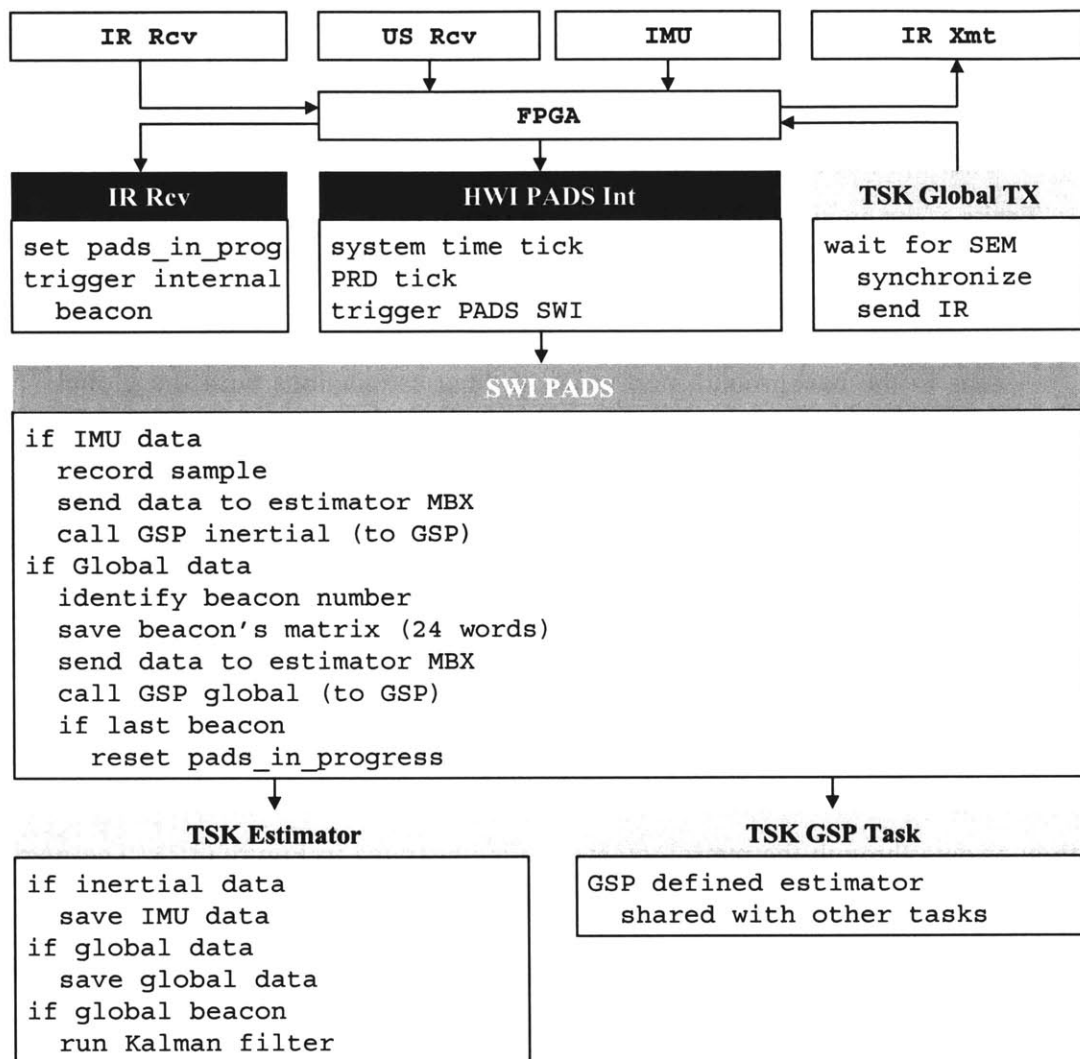 IR Rcv
US Rcv
IMU
IR Xmt
FPGA
IR Rcv
set pads_in_prog
trigger internal
beacon
HWI PADS Int
system time tick
PRD tick
trigger PADS SWI
TSK Global TX
wait for SEM
synchronize
send IR
SWI PADS
if IMU data
record sample
send data to estimator MBX
call GSP inertial (to GSP)
if Global data
identify beacon number
save beacon's matrix (24 words)
send data to estimator MBX
call GSP global (to GSP)
if last beacon
reset pads_in_progress
TSK Estimator
if inertial data
save IMU data
if global data
save global data
if global beacon
run Kalman filter
TSK GSP Task
GSP defined estimator
shared with other tasks